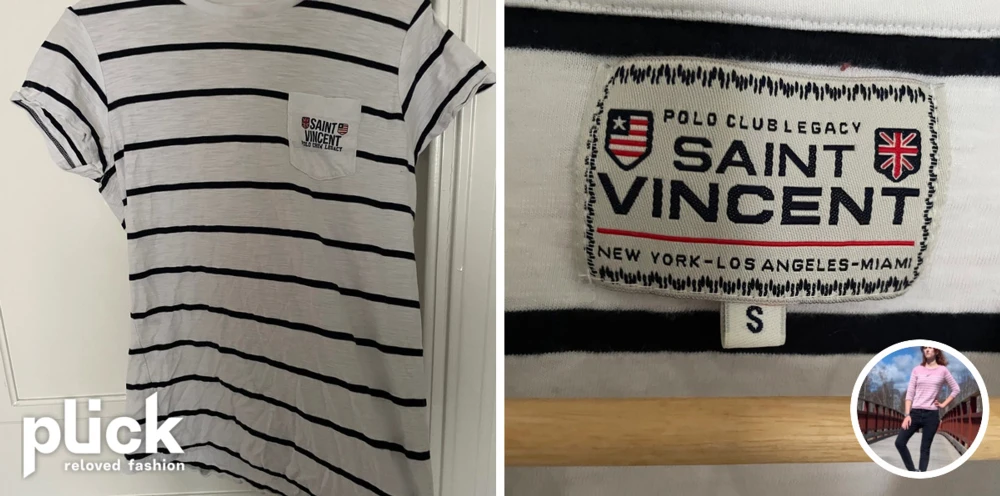 SAINT
VINCENT
POLO CLUB LEGACY
plick
reloved fashion
POLO CLUB LEGACY
SAINT
VINCENT
NEW YORK-LOS ANGELES-MIAMI
S